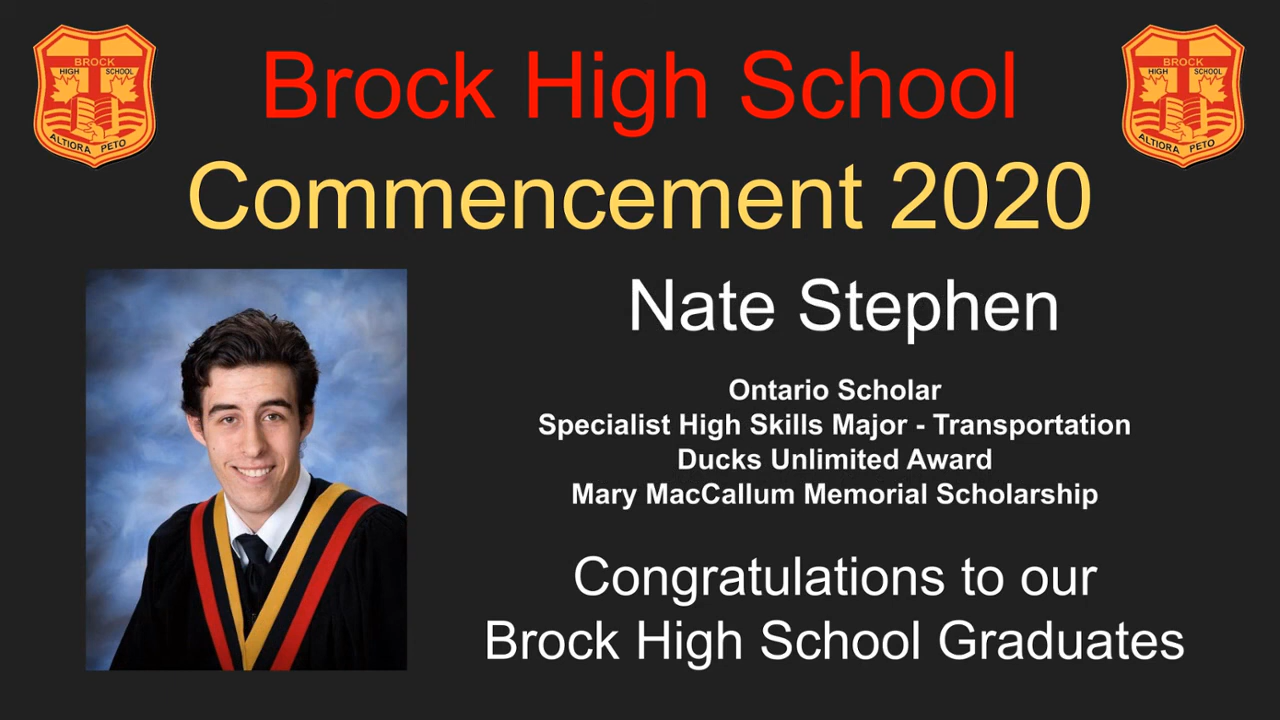 BROCK
HIGH SCHOOL
ALTIORA PETO
Brock High School
BROCK
HIGH SCHOOL
ALTIORA PETO
Commencement 2020
Nate Stephen
Ontario Scholar
Specialist High Skills Major - Transportation
Ducks Unlimited Award
Mary MacCallum Memorial Scholarship
Congratulations to our
Brock High School Graduates